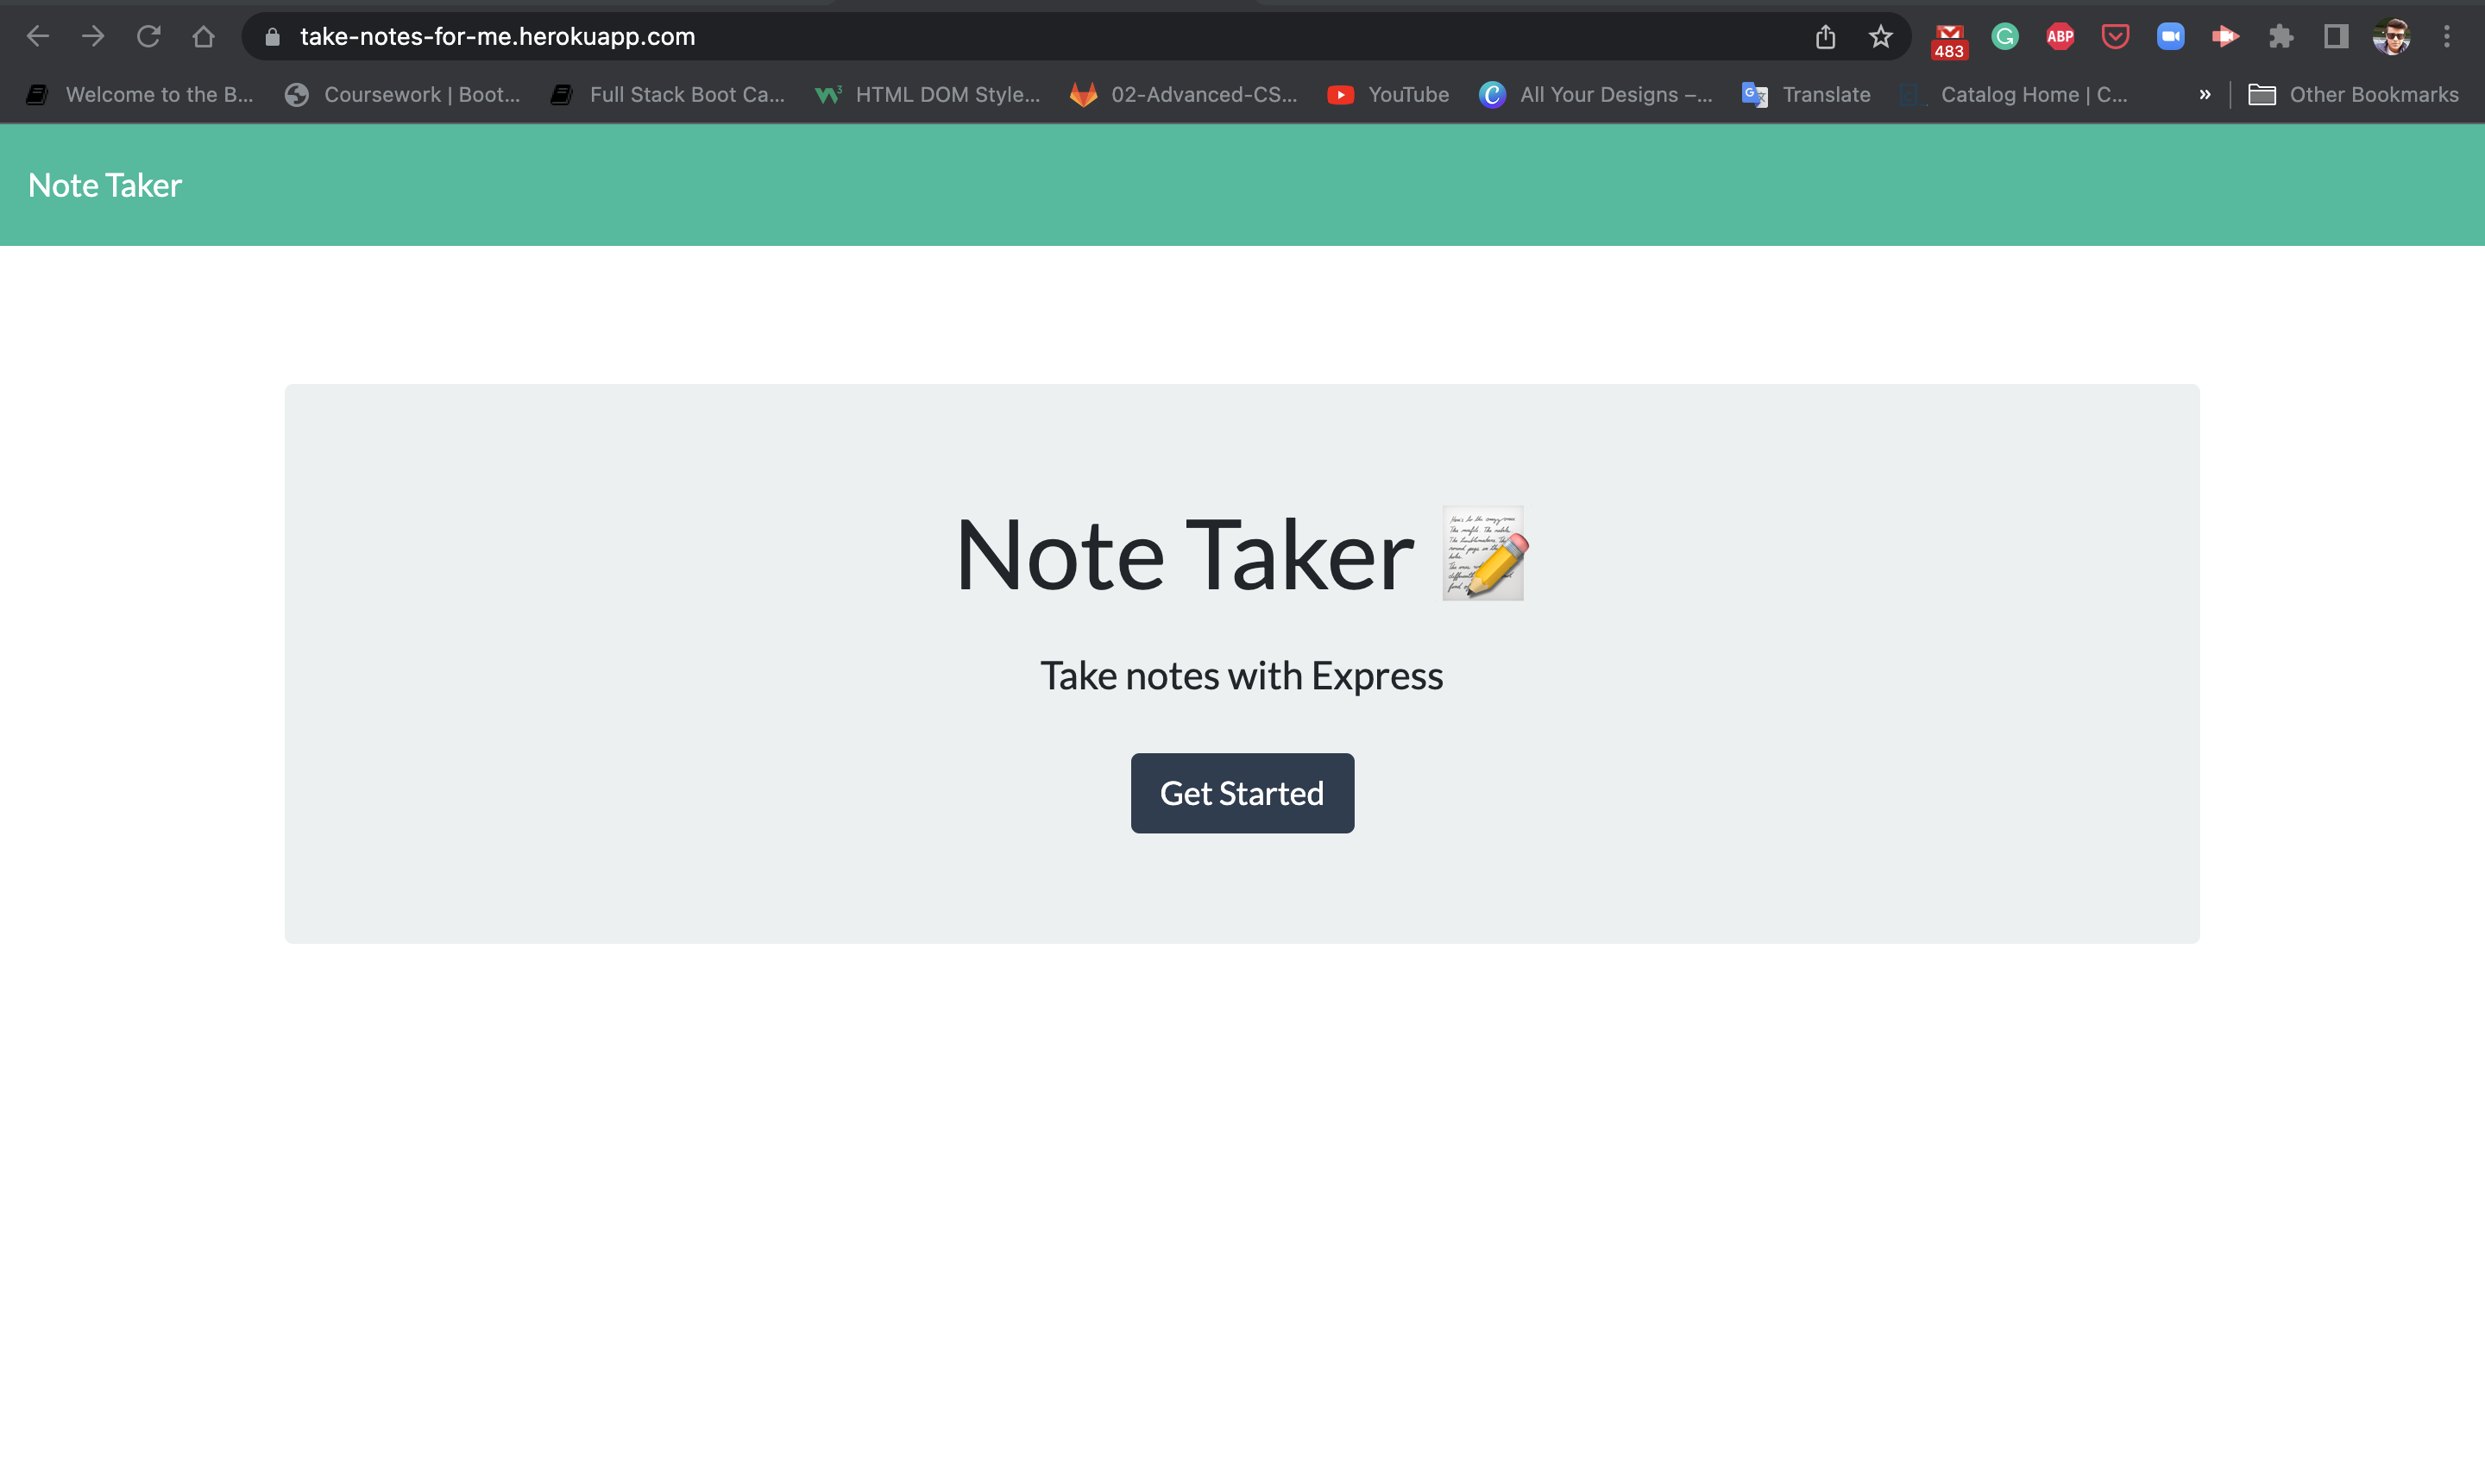 take-notes-for-me.herokuapp.com
483
ABP
Welcome to the B...
Coursework | Boot...
Full Stack Boot Ca...
HTML DOM Style...
02-Advanced-CS...
YouTube
All Your Designs –...
Translate
Catalog Home | C...
»
Other Bookmarks
Note Taker
Note Taker
Take notes with Express
Get Started